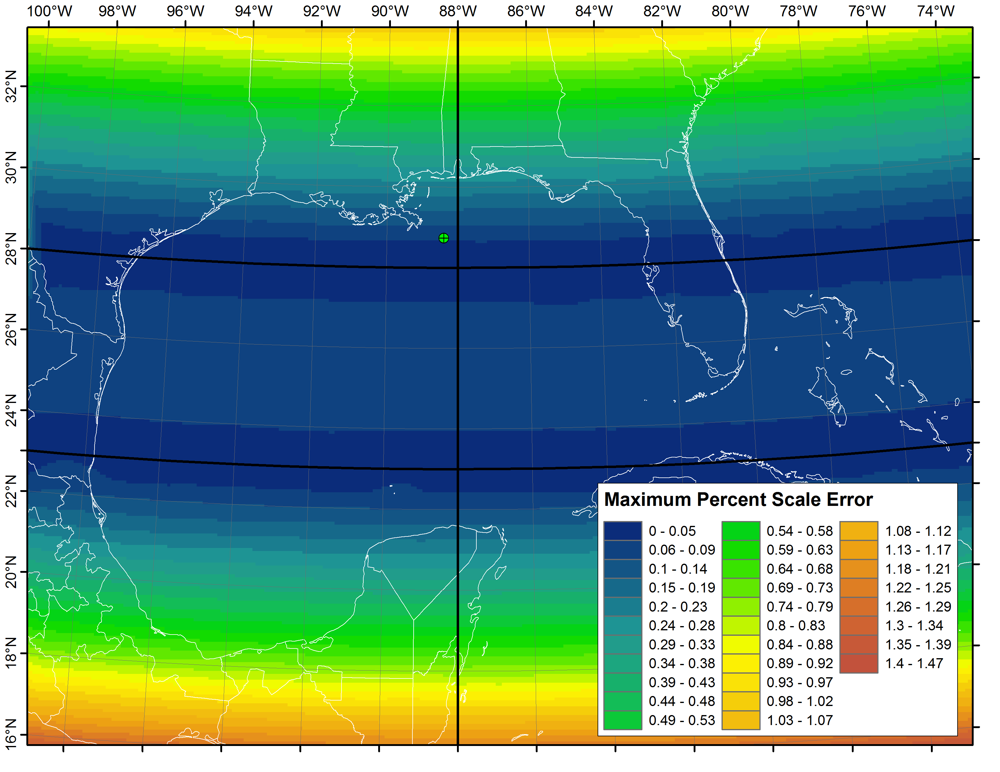 100°W 98°W 96°W 94°W 92°W 90°W 88°W 86°W 84°W 82°W 80°W 78°W 76°W 74°W
32°N
30°N
28°N
26°N
24°N
22°N
20°N
18°N
16°N
Maximum Percent Scale Error
0 - 0.05
0.06 - 0.09
0.1 - 0.14
0.15 - 0.19
0.2 - 0.23
0.24 - 0.28
0.29 - 0.33
0.34 - 0.38
0.39 - 0.43
0.44 - 0.48
0.49 - 0.53
0.54 - 0.58
0.59 - 0.63
0.64 - 0.68
0.69 - 0.73
0.74 - 0.79
0.8 - 0.83
0.84 - 0.88
0.89 - 0.92
0.93 - 0.97
0.98 - 1.02
1.03 - 1.07
1.08 - 1.12
1.13 - 1.17
1.18 - 1.21
1.22 - 1.25
1.26 - 1.29
1.3 - 1.34
1.35 - 1.39
1.4 - 1.47